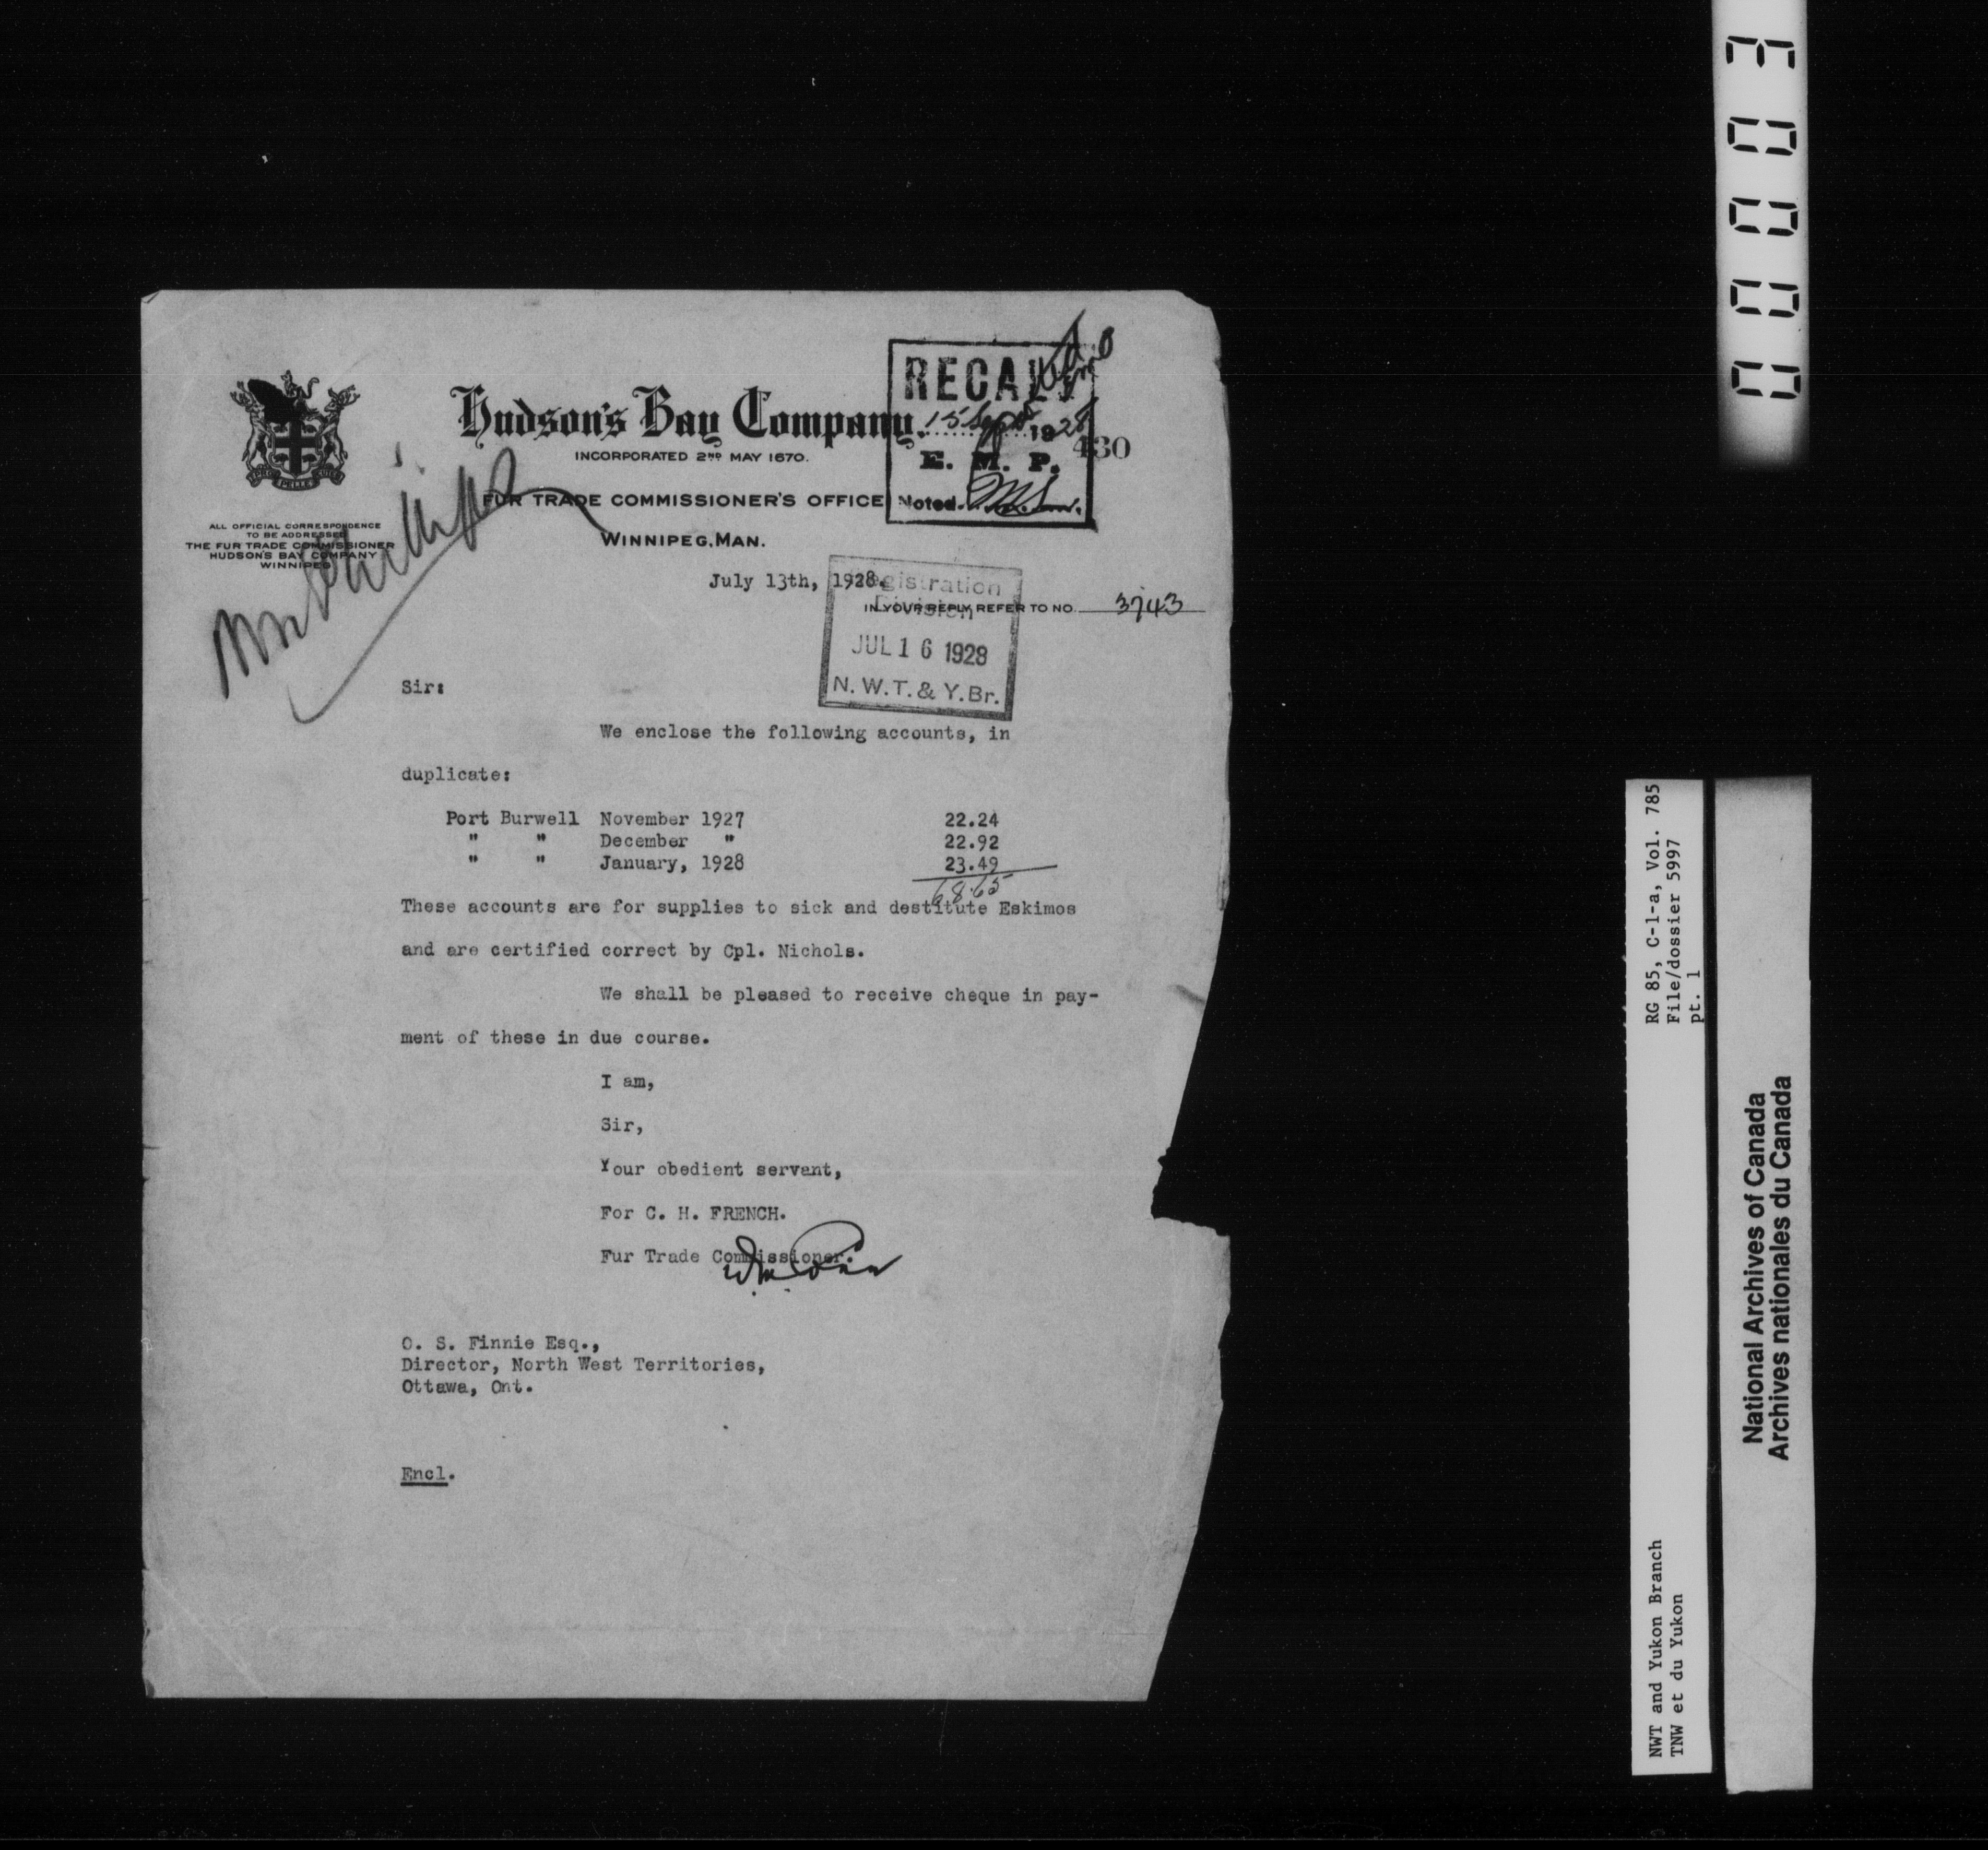 Hudson's Bay Company.
INCORPORATED 2ND MAY 1670.
FUR TRADE COMMISSIONER'S OFFICE
WINNIPEG, MAN.
RECALL
15 Sept 1928
E. M. P.
Noted
430
PRO PELLE CUTEM
ALL OFFICIAL CORRESPONDENCE
TO BE ADDRESSED
THE FUR TRADE COMMISSIONER
HUDSON'S BAY COMPANY
WINNIPEG
July 13th, 1928.
IN YOUR REPLY REFER TO NO. 3743
Registration
Division
JUL 16 1928
N. W. T. & Y. Br.
Sir:
We enclose the following accounts, in
duplicate:
Port Burwell November 1927 22.24
" " December " 22.92
" " January, 1928 23.49
68.65
These accounts are for supplies to sick and destitute Eskimos
and are certified correct by Cpl. Nichols.
We shall be pleased to receive cheque in pay-
ment of these in due course.
I am,
Sir,
Your obedient servant,
For C. H. FRENCH.
Fur Trade Commissioner.
O. S. Finnie Esq.,
Director, North West Territories,
Ottawa, Ont.
Encl.
RG 85, C-1-a, Vol. 785
File/dossier 5997
pt. 1
NWT and Yukon Branch
TNW et du Yukon
National Archives of Canada
Archives nationales du Canada